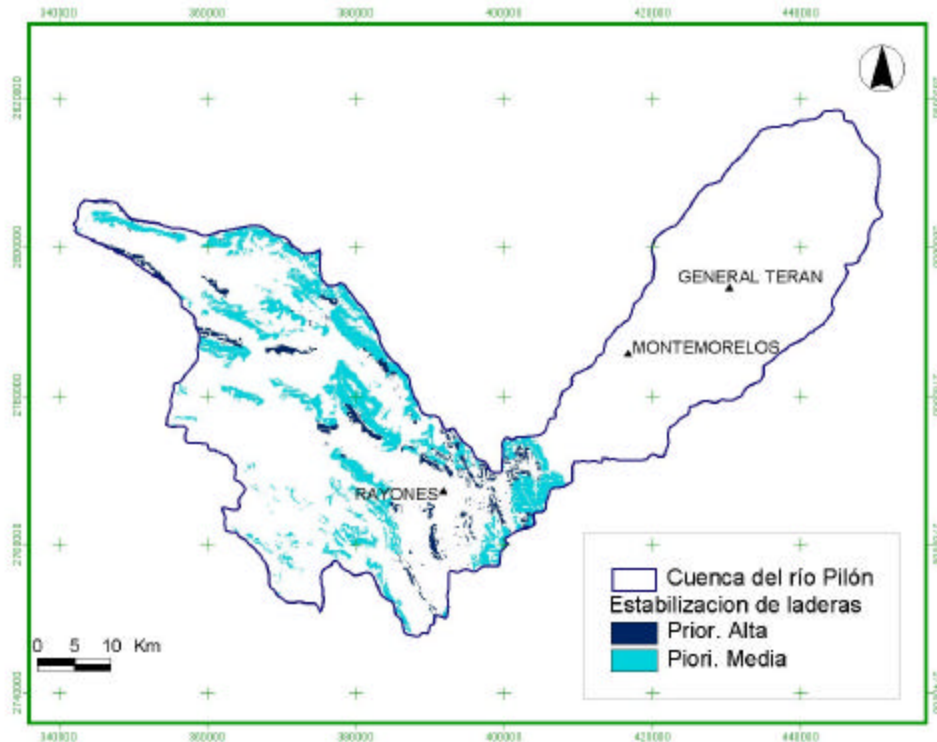 340000 360000 380000 400000 420000 440000
GENERAL TERAN
MONTEMORELOS
RAYONES
Cuenca del río Pilón
Estabilizacion de laderas
Prior. Alta
Piori. Media
0 5 10 Km
2740000
340000 360000 380000 400000 420000 440000